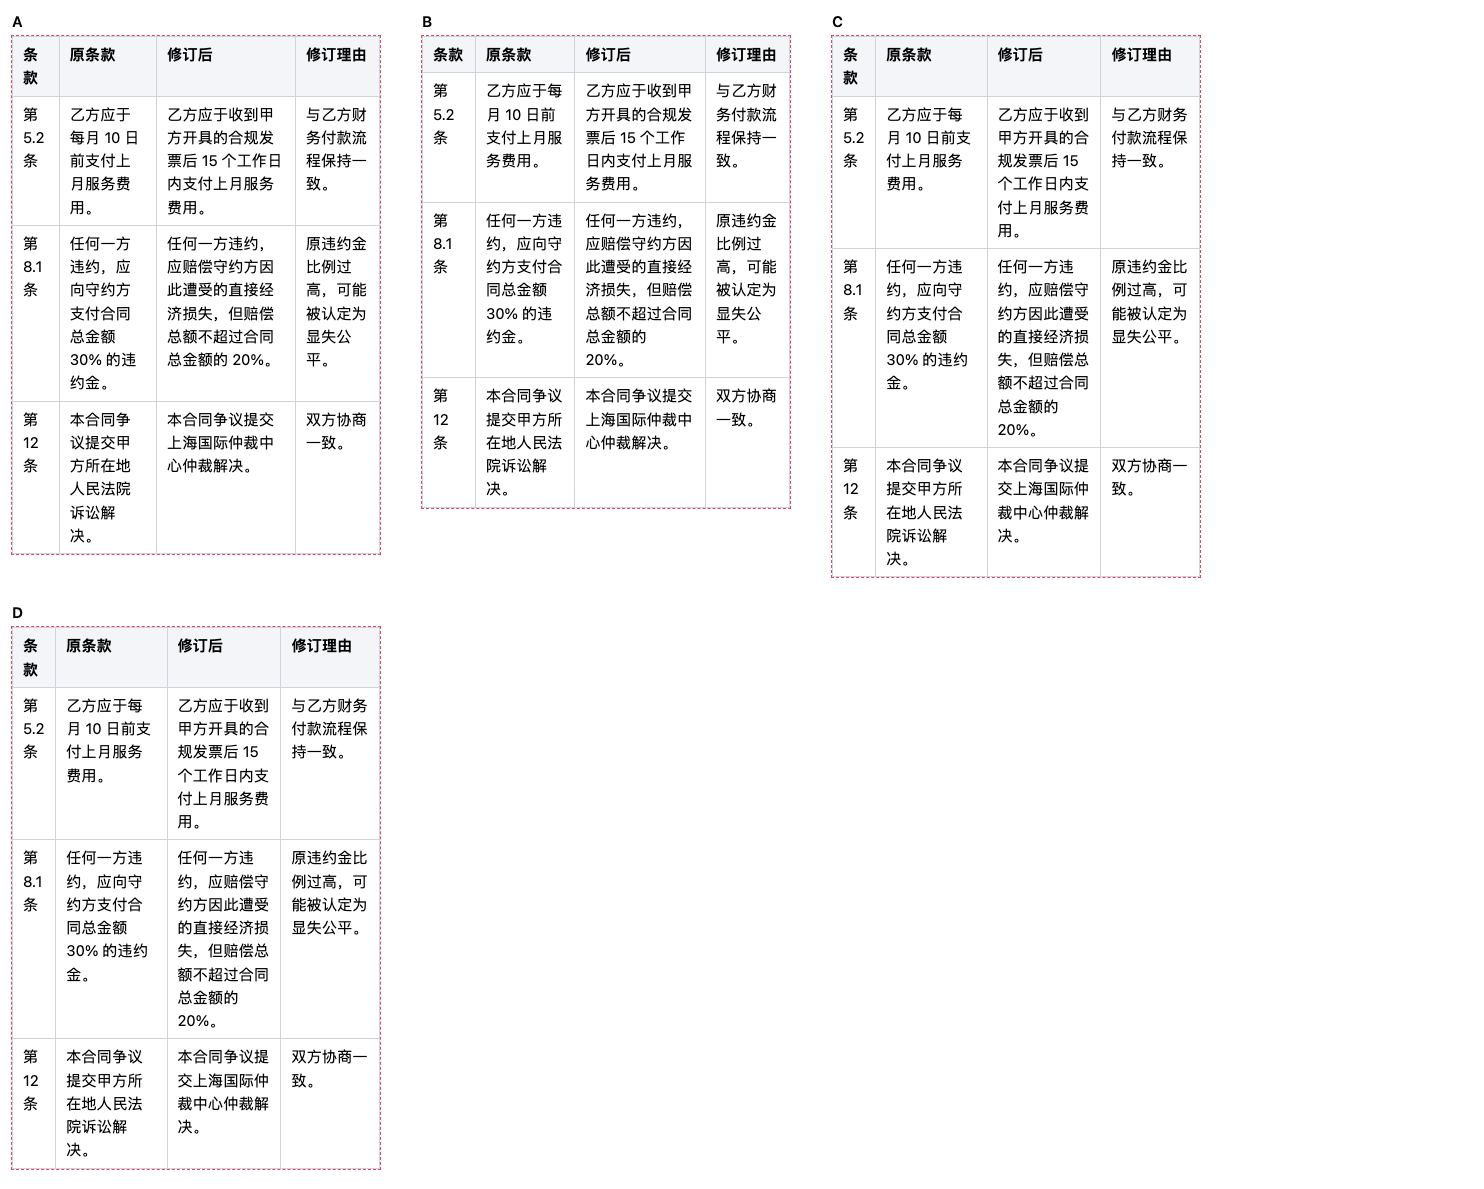 A
条
款
原条款
修订后
修订理由
第
5.2
条
乙方应于
每月 10 日
前支付上
月服务费
用。
乙方应于收到甲
方开具的合规发
票后 15 个工作日
内支付上月服务
费用。
与乙方财
务付款流
程保持一
致。
第
8.1
条
任何一方
违约，应
向守约方
支付合同
总金额
30% 的违
约金。
任何一方违约，
应赔偿守约方因
此遭受的直接经
济损失，但赔偿
总额不超过合同
总金额的 20%。
原违约金
比例过
高，可能
被认定为
显失公
平。
第
12
条
本合同争
议提交甲
方所在地
人民法院
诉讼解
决。
本合同争议提交
上海国际仲裁中
心仲裁解决。
双方协商
一致。
B
条款
原条款
修订后
修订理由
第
5.2
条
乙方应于每
月 10 日前
支付上月服
务费用。
乙方应于收到甲
方开具的合规发
票后 15 个工作
日内支付上月服
务费用。
与乙方财
务付款流
程保持一
致。
第
8.1
条
任何一方违
约，应向守
约方支付合
同总金额
30% 的违
约金。
任何一方违约，
应赔偿守约方因
此遭受的直接经
济损失，但赔偿
总额不超过合同
总金额的
20%。
原违约金
比例过
高，可能
被认定为
显失公
平。
第
12
条
本合同争议
提交甲方所
在地人民法
院诉讼解
决。
本合同争议提交
上海国际仲裁中
心仲裁解决。
双方协商
一致。
C
条
款
原条款
修订后
修订理由
第
5.2
条
乙方应于每
月 10 日前支
付上月服务
费用。
乙方应于收到
甲方开具的合
规发票后 15
个工作日内支
付上月服务费
用。
与乙方财务
付款流程保
持一致。
第
8.1
条
任何一方违
约，应向守
约方支付合
同总金额
30% 的违约
金。
任何一方违
约，应赔偿守
约方因此遭受
的直接经济损
失，但赔偿总
额不超过合同
总金额的
20%。
原违约金比
例过高，可
能被认定为
显失公平。
第
12
条
本合同争议
提交甲方所
在地人民法
院诉讼解
决。
本合同争议提
交上海国际仲
裁中心仲裁解
决。
双方协商一
致。
D
条
款
原条款
修订后
修订理由
第
5.2
条
乙方应于每
月 10 日前支
付上月服务
费用。
乙方应于收到
甲方开具的合
规发票后 15
个工作日内支
付上月服务费
用。
与乙方财务
付款流程保
持一致。
第
8.1
条
任何一方违
约，应向守
约方支付合
同总金额
30% 的违约
金。
任何一方违
约，应赔偿守
约方因此遭受
的直接经济损
失，但赔偿总
额不超过合同
总金额的
20%。
原违约金比
例过高，可
能被认定为
显失公平。
第
12
条
本合同争议
提交甲方所
在地人民法
院诉讼解
决。
本合同争议提
交上海国际仲
裁中心仲裁解
决。
双方协商一
致。